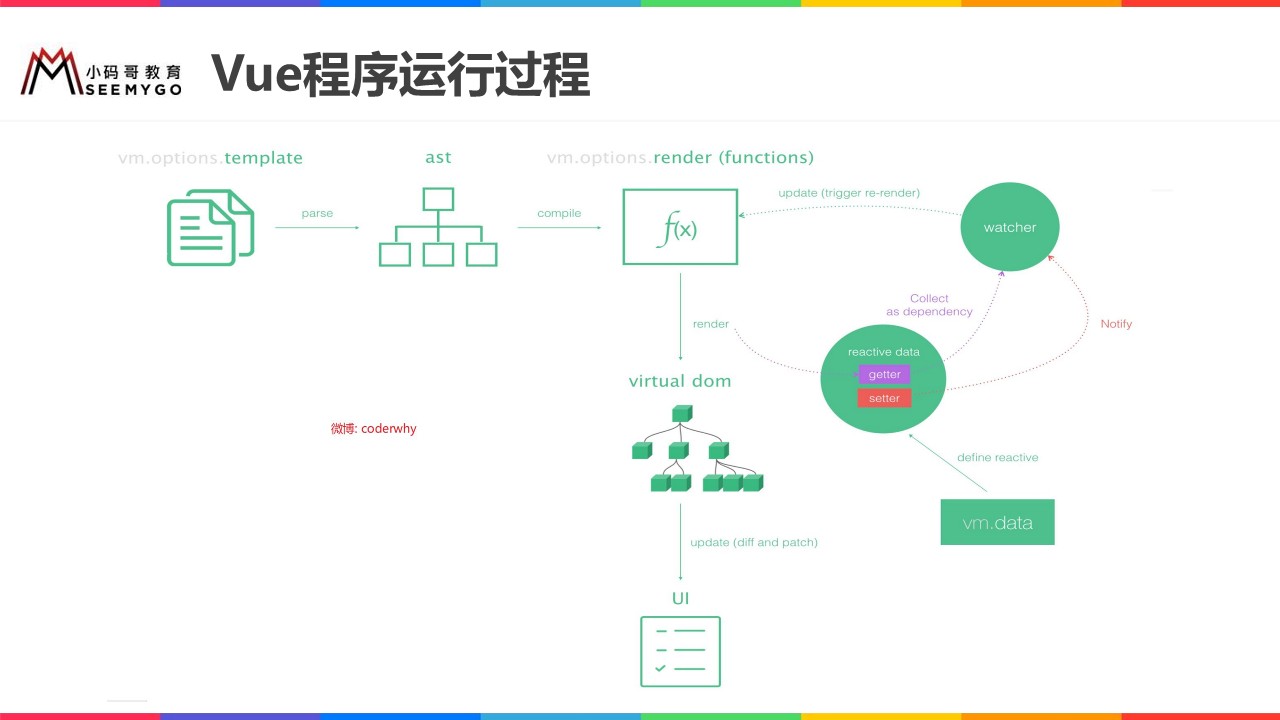 小码哥教育
SEEMYGO
Vue程序运行过程
vm.options.template
ast
vm.options.render (functions)
parse
compile
f(x)
update (trigger re-render)
watcher
Collect
as dependency
Notify
render
reactive data
getter
setter
virtual dom
微博: coderwhy
define reactive
vm.data
update (diff and patch)
UI